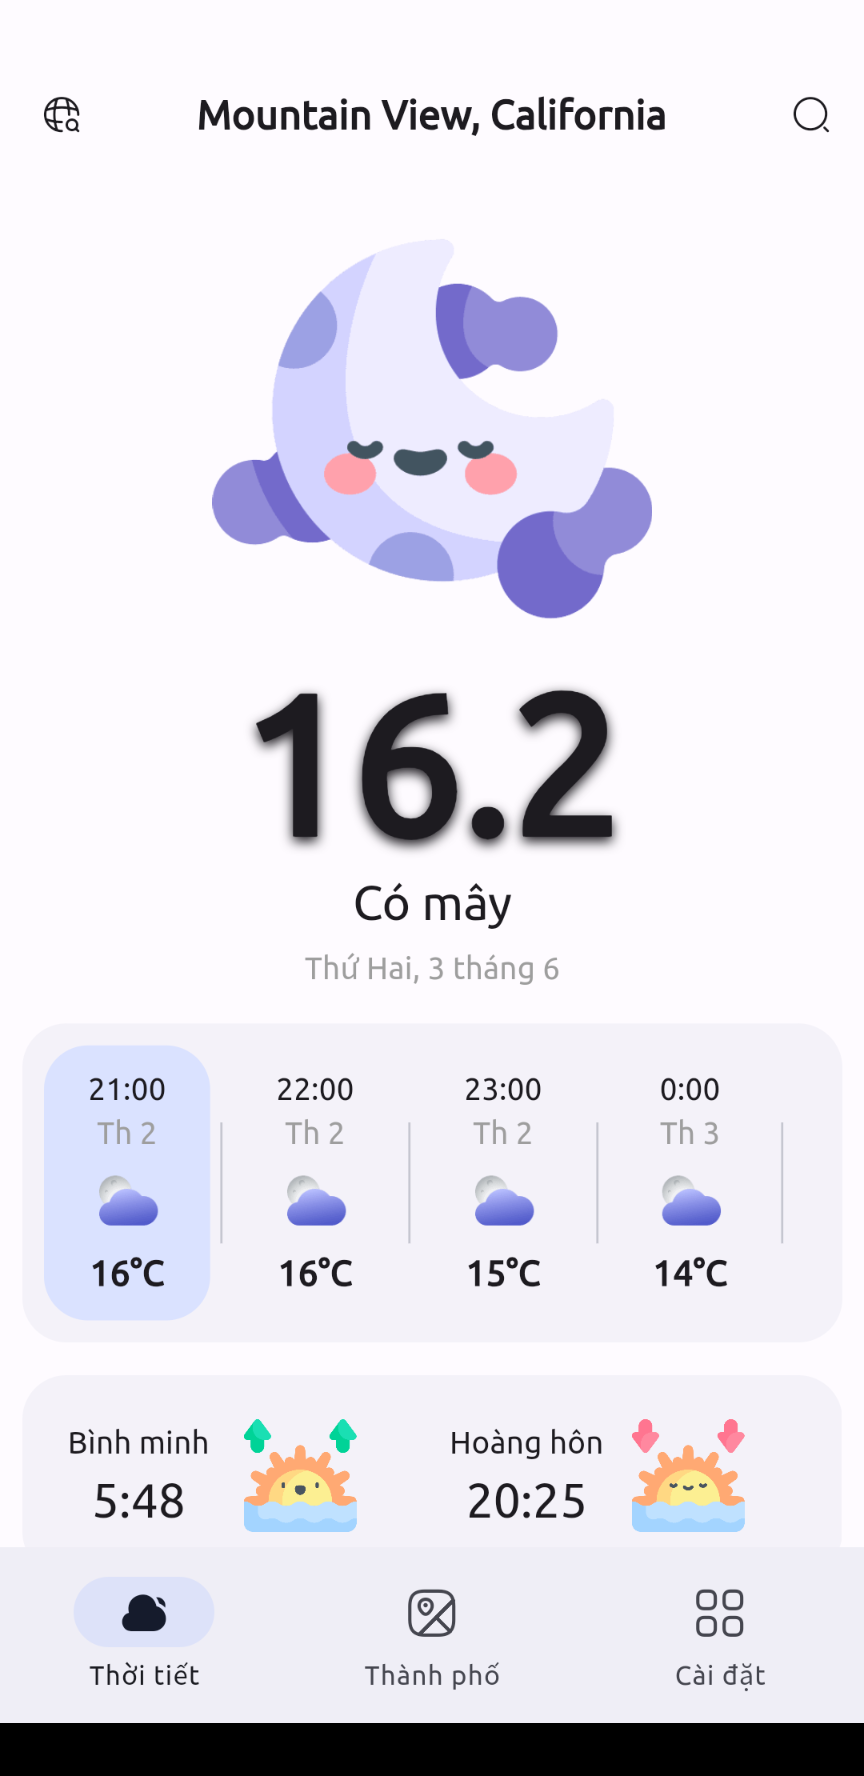 Mountain View, California
16.2
Có mây
Thứ Hai, 3 tháng 6
21:00 22:00 23:00 0:00
Th 2 Th 2 Th 2 Th 3
16°C 16°C 15°C 14°C
Bình minh Hoàng hôn
5:48 20:25
Thời tiết Thành phố Cài đặt